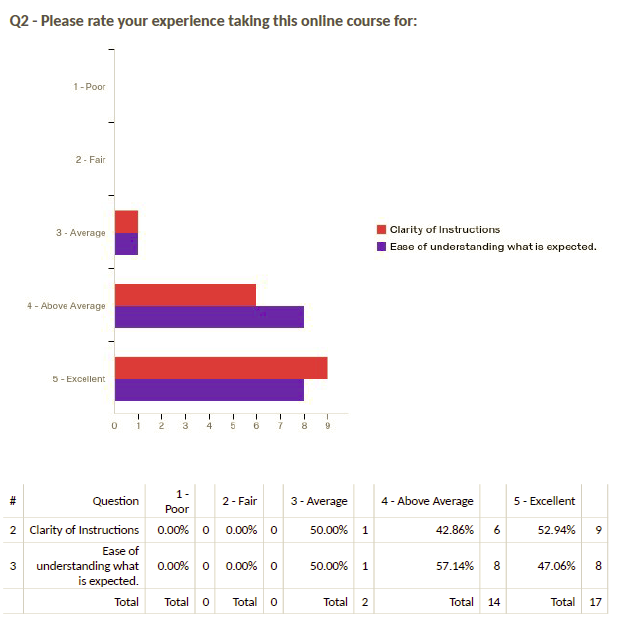 Q2 - Please rate your experience taking this online course for:
1 - Poor
2 - Fair
3 - Average
4 - Above Average
5 - Excellent
0 1 2 3 4 5 6 7 8 9
Clarity of Instructions
Ease of understanding what is expected.
# Question 1 - Poor 2 - Fair 3 - Average 4 - Above Average 5 - Excellent
2 Clarity of Instructions 0.00% 0 0.00% 0 50.00% 1 42.86% 6 52.94% 9
3 Ease of understanding what is expected. 0.00% 0 0.00% 0 50.00% 1 57.14% 8 47.06% 8
Total Total 0 Total 0 Total 2 Total 14 Total 17